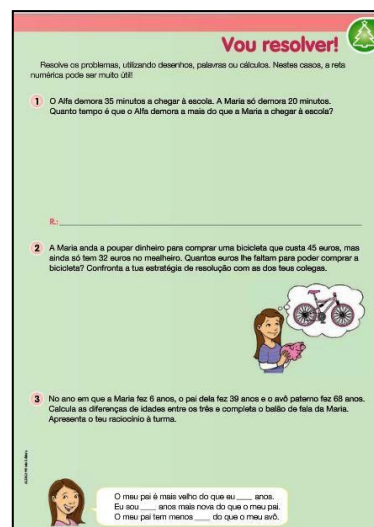 Vou resolver!
Resolve os problemas, utilizando desenhos, palavras ou cálculos. Nestes casos, a reta
numérica pode ser muito útil!
1 O Alfa demora 35 minutos a chegar à escola. A Maria só demora 20 minutos.
Quanto tempo é que o Alfa demora a mais do que a Maria a chegar à escola?
R.: ____
2 A Maria anda a poupar dinheiro para comprar uma bicicleta que custa 45 euros, mas
ainda só tem 32 euros no mealheiro. Quantos euros lhe faltam para poder comprar a
bicicleta? Confronta a tua estratégia de resolução com as dos teus colegas.
3 No ano em que a Maria fez 6 anos, o pai dela fez 39 anos e o avô paterno fez 68 anos.
Calcula as diferenças de idades entre os três e completa o balão de fala da Maria.
Apresenta o teu raciocínio à turma.
O meu pai é mais velho do que eu ____ anos.
Eu sou ____ anos mais nova do que o meu pai.
O meu pai tem menos ____ do que o meu avô.